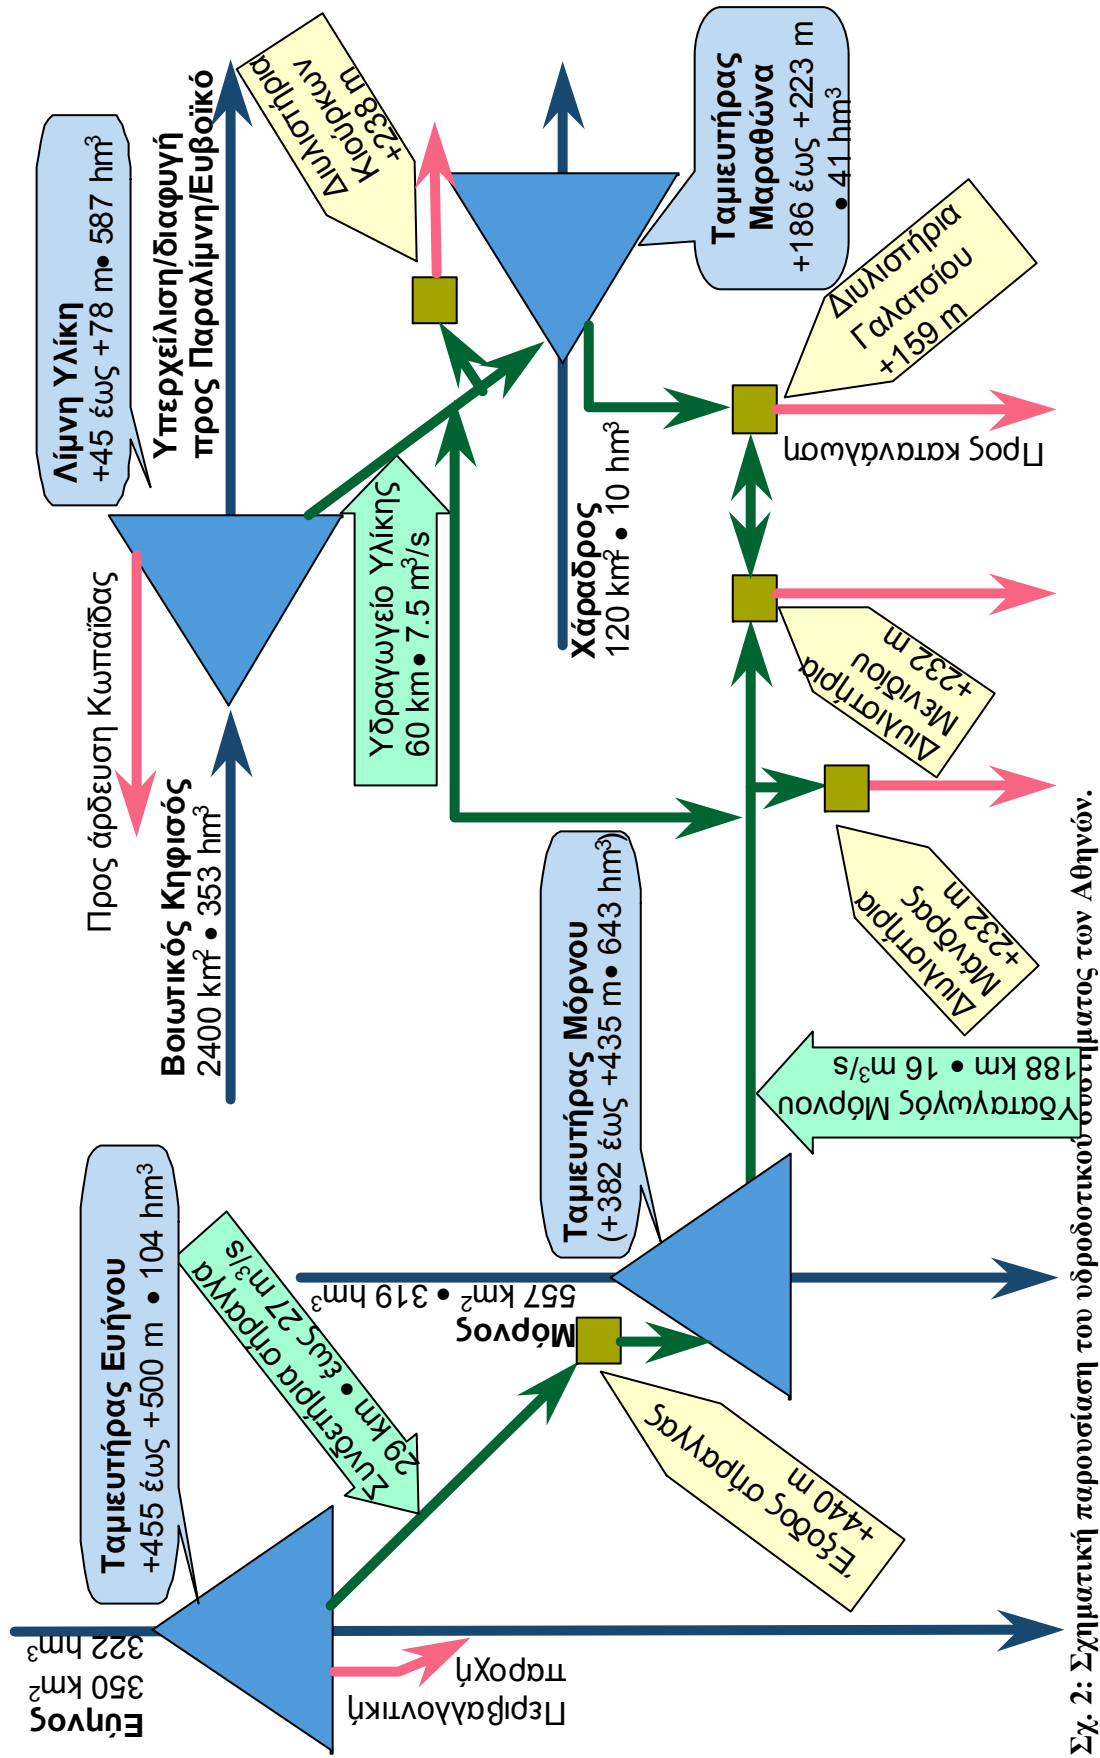 Εύηνος
350 km²
322 hm³
Ταμιευτήρας Ευήνου
+455 έως +500 m • 104 hm³
Περιβαλλοντική
παροχή
Συνδετήρια σήραγγα
29 km • έως 27 m³/s
Έξοδος σήραγγας
+440 m
Μόρνος
557 km² • 319 hm³
Ταμιευτήρας Μόρνου
(+382 έως +435 m • 643 hm³)
Υδαταγωγός Μόρνου
188 km • 16 m³/s
Βοιωτικός Κηφισός
2400 km² • 353 hm³
Προς άρδευση Κωπαΐδας
Λίμνη Υλίκη
+45 έως +78 m • 587 hm³
Υπερχείλιση/διαφυγή
προς Παραλίμνη/Ευβοϊκό
Υδραγωγείο Υλίκης
60 km • 7.5 m³/s
Διυλιστήρια
Κιούρκων
+238 m
Χάραδρος
120 km² • 10 hm³
Ταμιευτήρας
Μαραθώνα
+186 έως +223 m
• 41 hm³
Διυλιστήρια
Μάνδρας
+232 m
Διυλιστήρια
Μενιδίου
+232 m
Διυλιστήρια
Γαλατσίου
+159 m
Προς κατανάλωση
Σχ. 2: Σχηματική παρουσίαση του υδροδοτικού συστήματος των Αθηνών.